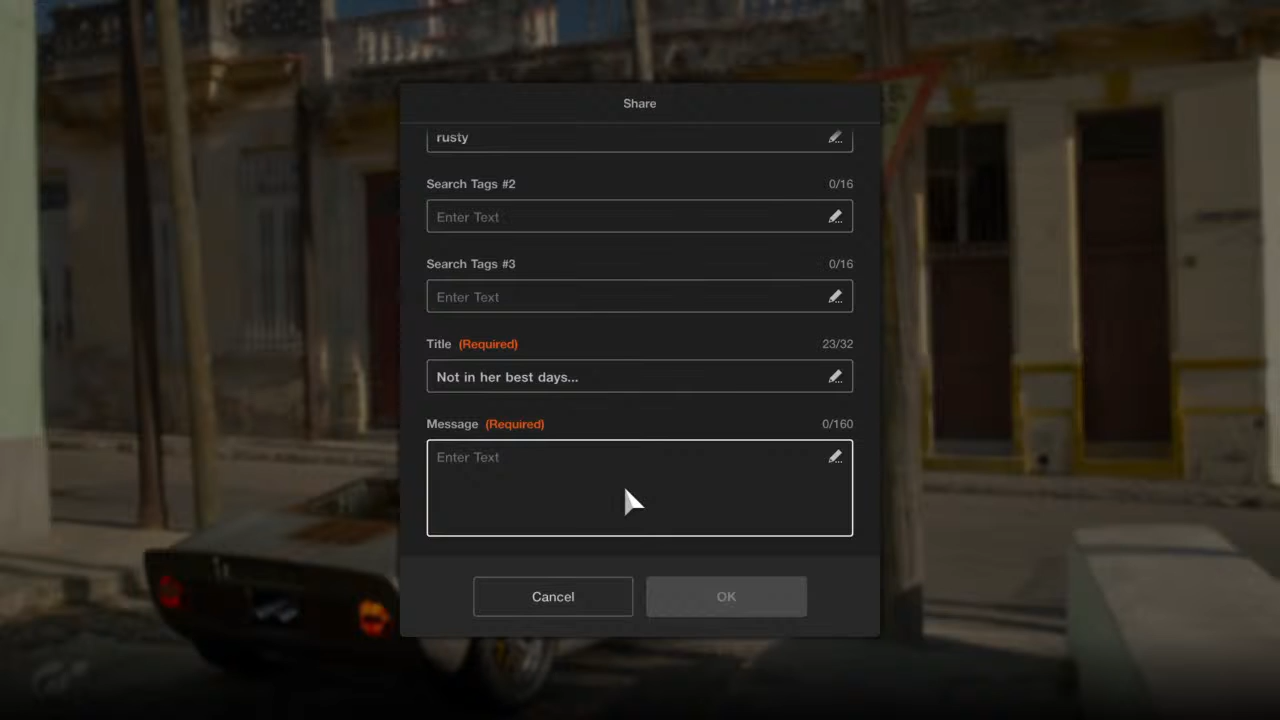 Share
rusty
Search Tags #2 0/16
Enter Text
Search Tags #3 0/16
Enter Text
Title (Required) 23/32
Not in her best days...
Message (Required) 0/160
Enter Text
Cancel OK